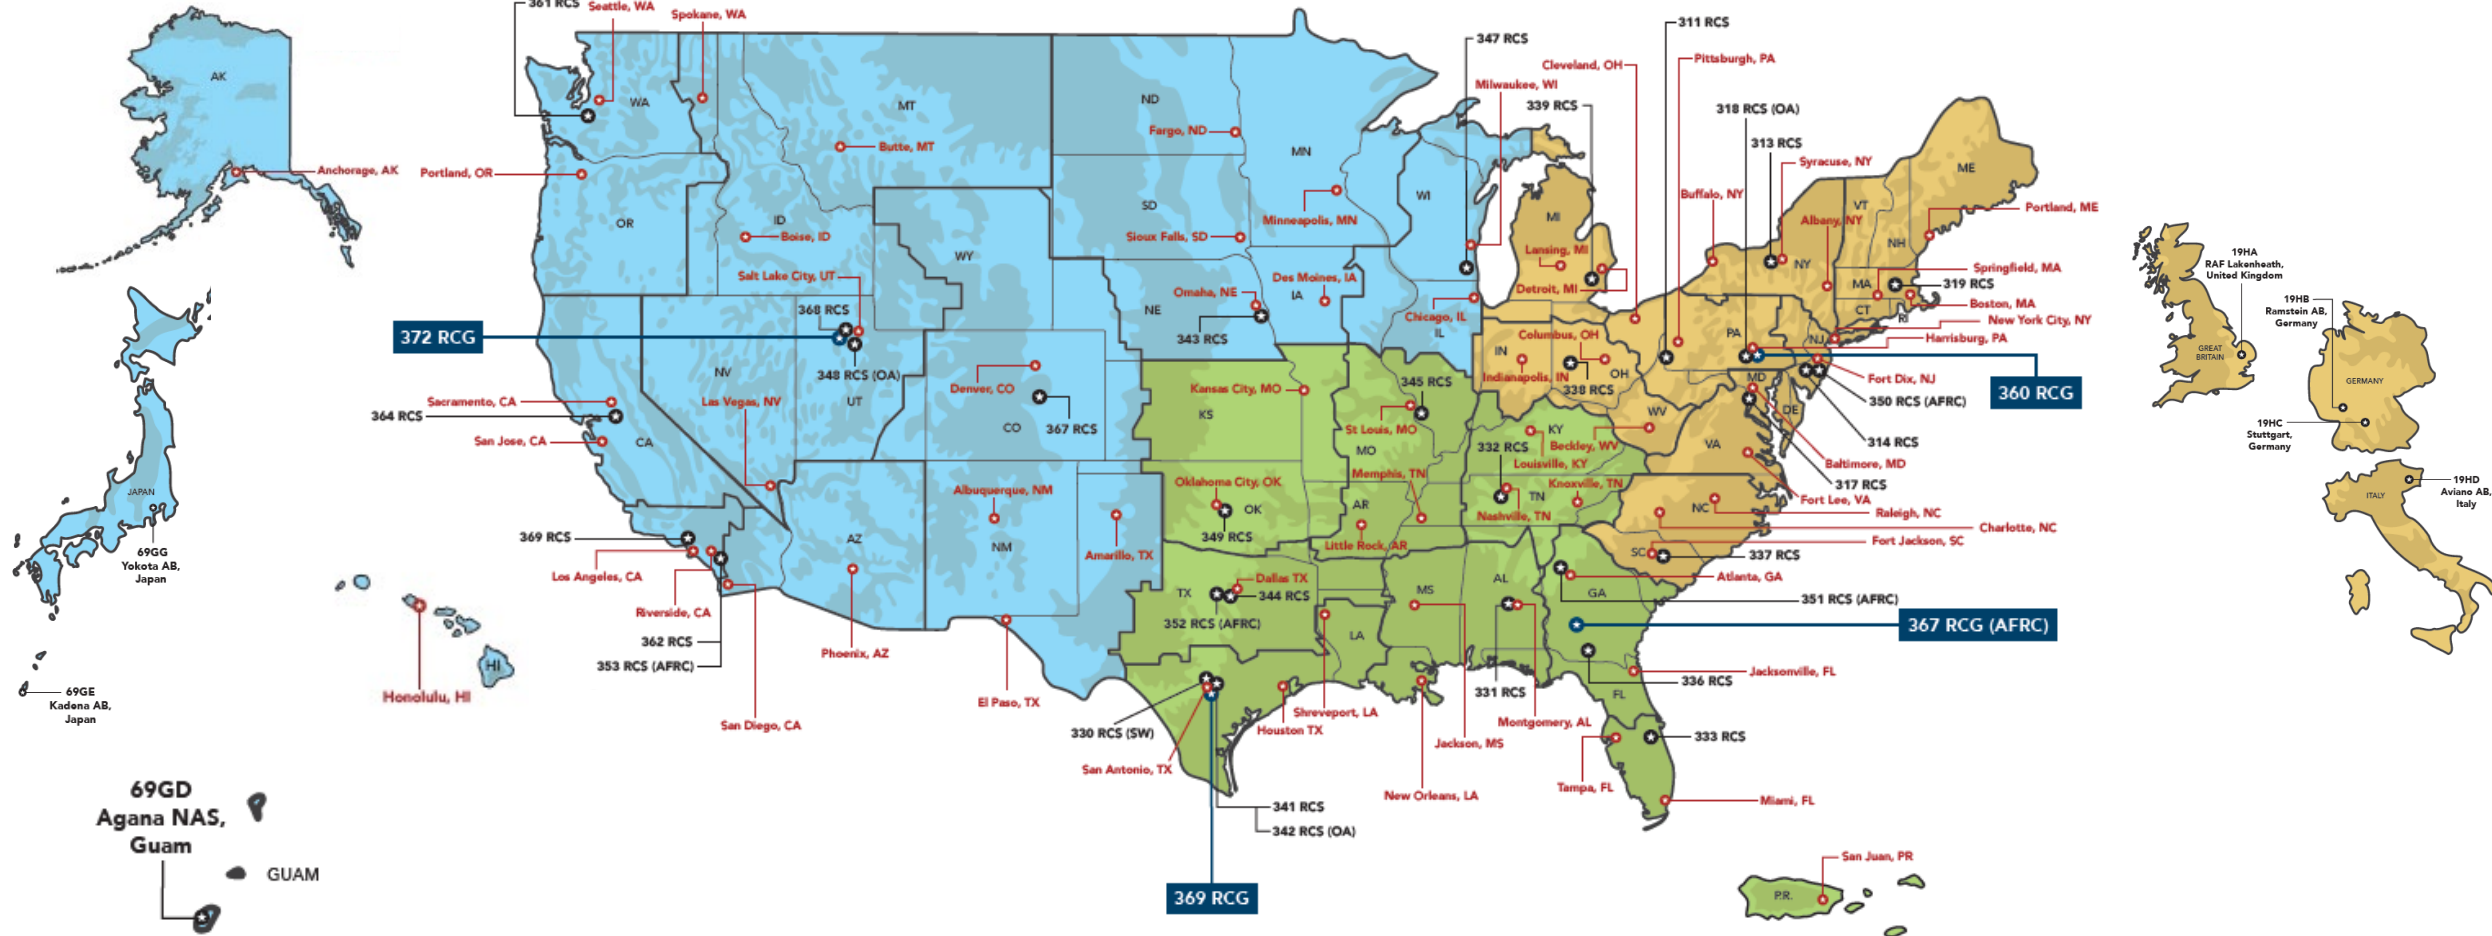 361 RCS
Seattle, WA
Spokane, WA
AK
Anchorage, AK
WA
MT
Butte, MT
Portland, OR
OR
ID
Boise, ID
Salt Lake City, UT
368 RCS
372 RCG
348 RCS (OA)
WY
NV
UT
Las Vegas, NV
Sacramento, CA
364 RCS
San Jose, CA
CA
369 RCS
Los Angeles, CA
Riverside, CA
362 RCS
353 RCS (AFRC)
San Diego, CA
AZ
Phoenix, AZ
Denver, CO
CO
367 RCS
Albuquerque, NM
NM
Amarillo, TX
El Paso, TX
ND
Fargo, ND
SD
Sioux Falls, SD
MN
Minneapolis, MN
NE
Omaha, NE
343 RCS
Des Moines, IA
IA
WI
347 RCS
Milwaukee, WI
Chicago, IL
IL
KS
Kansas City, MO
345 RCS
St Louis, MO
MO
Oklahoma City, OK
OK
349 RCS
Memphis, TN
AR
Little Rock, AR
TX
Dallas TX
344 RCS
352 RCS (AFRC)
330 RCS (SW)
San Antonio, TX
341 RCS
342 RCS (OA)
369 RCG
Houston TX
Shreveport, LA
LA
New Orleans, LA
MS
Jackson, MS
AL
331 RCS
Montgomery, AL
332 RCS
KY
Louisville, KY
TN
Nashville, TN
Knoxville, TN
Beckley, WV
WV
Cleveland, OH
339 RCS
MI
Lansing, MI
Detroit, MI
IN
Indianapolis, IN
Columbus, OH
OH
338 RCS
311 RCS
Pittsburgh, PA
318 RCS (OA)
313 RCS
Syracuse, NY
Buffalo, NY
Albany, NY
NY
VT
NH
ME
Portland, ME
Springfield, MA
MA
319 RCS
Boston, MA
CT
RI
New York City, NY
Harrisburg, PA
PA
NJ
360 RCG
Fort Dix, NJ
350 RCS (AFRC)
314 RCS
MD
DE
Baltimore, MD
317 RCS
VA
Fort Lee, VA
NC
Raleigh, NC
Charlotte, NC
Fort Jackson, SC
SC
337 RCS
Atlanta, GA
GA
351 RCS (AFRC)
367 RCG (AFRC)
Jacksonville, FL
336 RCS
FL
333 RCS
Tampa, FL
Miami, FL
San Juan, PR
P.R.
JAPAN
69GG
Yokota AB,
Japan
69GE
Kadena AB,
Japan
HI
Honolulu, HI
69GD
Agana NAS,
Guam
GUAM
19HA
RAF Lakenheath,
United Kingdom
GREAT
BRITAIN
19HB
Ramstein AB,
Germany
GERMANY
19HC
Stuttgart,
Germany
19HD
Aviano AB,
Italy
ITALY